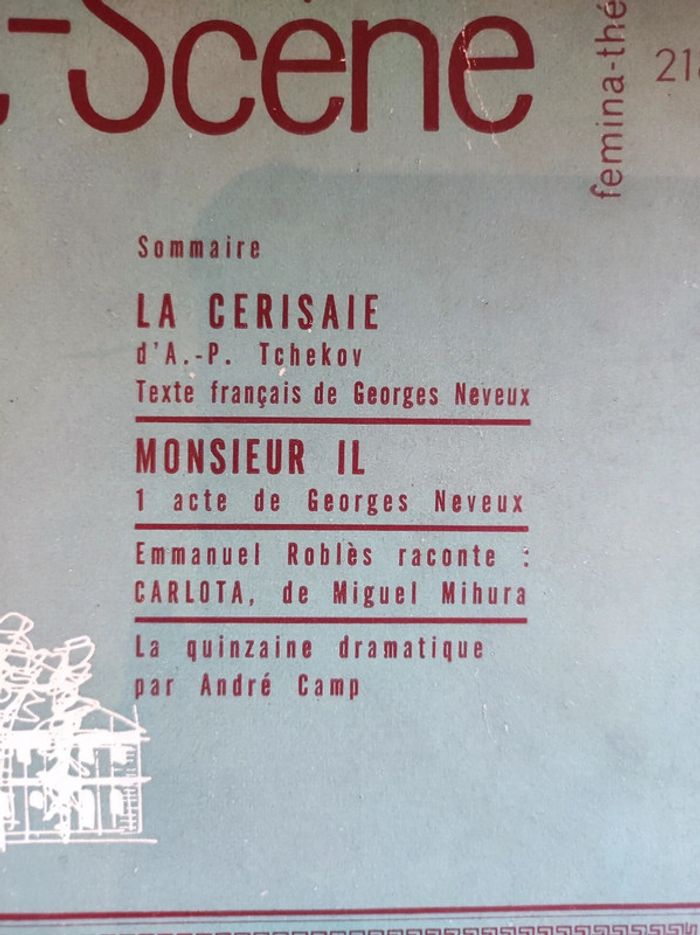 -Scène
femina-thé
21
Sommaire
LA CERISAIE
d'A.-P. Tchekov
Texte français de Georges Neveux
MONSIEUR IL
1 acte de Georges Neveux
Emmanuel Roblès raconte :
CARLOTA, de Miguel Mihura
La quinzaine dramatique
par André Camp